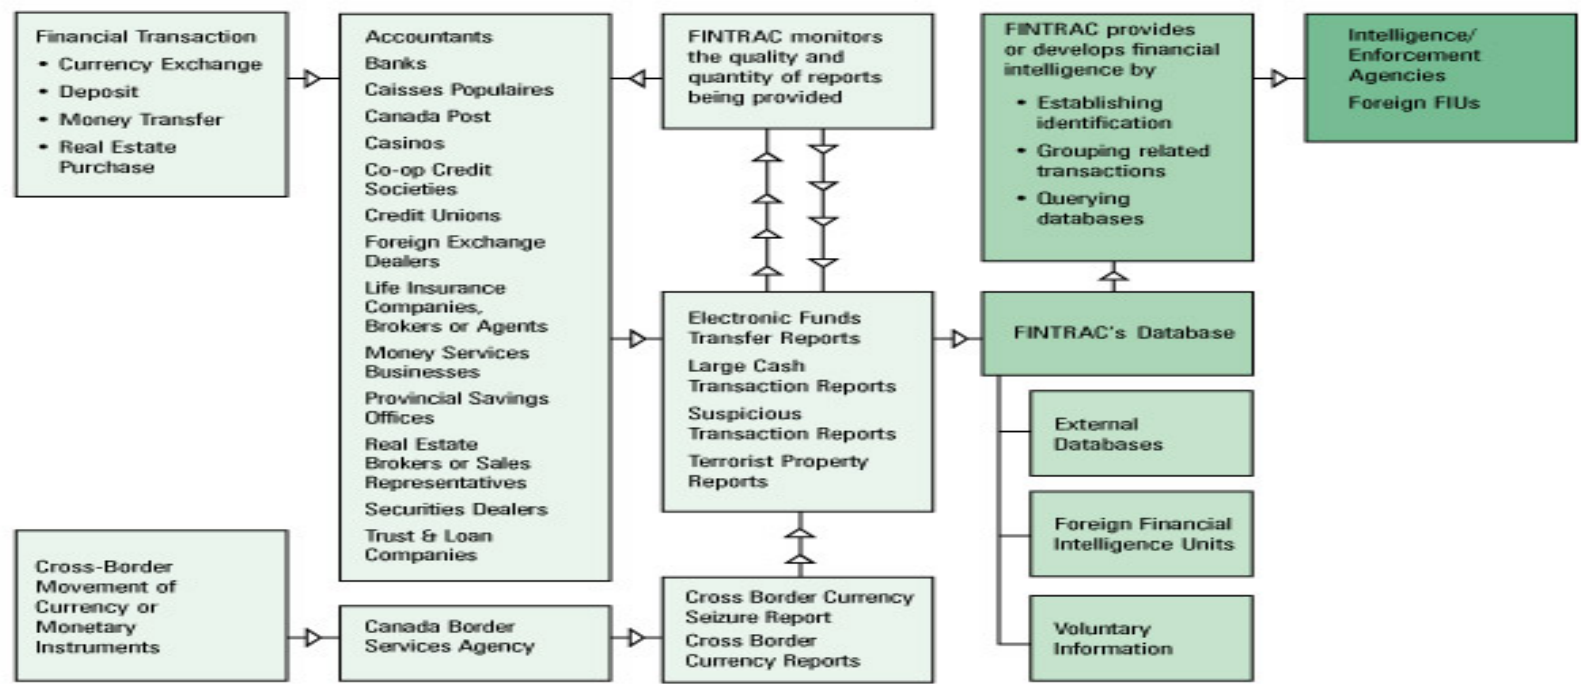 Financial Transaction
• Currency Exchange
• Deposit
• Money Transfer
• Real Estate
Purchase
Accountants
Banks
Caisses Populaires
Canada Post
Casinos
Co-op Credit
Societies
Credit Unions
Foreign Exchange
Dealers
Life Insurance
Companies,
Brokers or Agents
Money Services
Businesses
Provincial Savings
Offices
Real Estate
Brokers or Sales
Representatives
Securities Dealers
Trust & Loan
Companies
FINTRAC monitors
the quality and
quantity of reports
being provided
FINTRAC provides
or develops financial
intelligence by
• Establishing
identification
• Grouping related
transactions
• Querying
databases
Intelligence/
Enforcement
Agencies
Foreign FIUs
Electronic Funds
Transfer Reports
Large Cash
Transaction Reports
Suspicious
Transaction Reports
Terrorist Property
Reports
FINTRAC's Database
External
Databases
Foreign Financial
Intelligence Units
Voluntary
Information
Cross-Border
Movement of
Currency or
Monetary
Instruments
Canada Border
Services Agency
Cross Border Currency
Seizure Report
Cross Border
Currency Reports